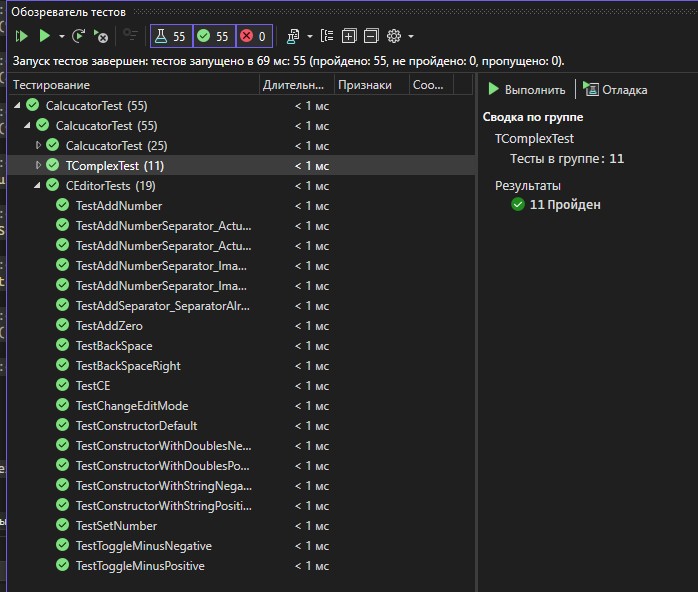 Обозреватель тестов
55 55 0
Запуск тестов завершен: тестов запущено в 69 мс: 55 (пройдено: 55, не пройдено: 0, пропущено: 0).
Тестирование Длительн... Признаки Соо...
CalcucatorTest (55) < 1 мс
CalcucatorTest (55) < 1 мс
CalcucatorTest (25) < 1 мс
TComplexTest (11) < 1 мс
CEditorTests (19) < 1 мс
TestAddNumber < 1 мс
TestAddNumberSeparator_Actu... < 1 мс
TestAddNumberSeparator_Actu... < 1 мс
TestAddNumberSeparator_Ima... < 1 мс
TestAddNumberSeparator_Ima... < 1 мс
TestAddSeparator_SeparatorAlr... < 1 мс
TestAddZero < 1 мс
TestBackSpace < 1 мс
TestBackSpaceRight < 1 мс
TestCE < 1 мс
TestChangeEditMode < 1 мс
TestConstructorDefault < 1 мс
TestConstructorWithDoublesNe... < 1 мс
TestConstructorWithDoublesPo... < 1 мс
TestConstructorWithStringNega... < 1 мс
TestConstructorWithStringPositi... < 1 мс
TestSetNumber < 1 мс
TestToggleMinusNegative < 1 мс
TestToggleMinusPositive < 1 мс
Выполнить Отладка
Сводка по группе
TComplexTest
Тесты в группе: 11
Результаты
11 Пройден